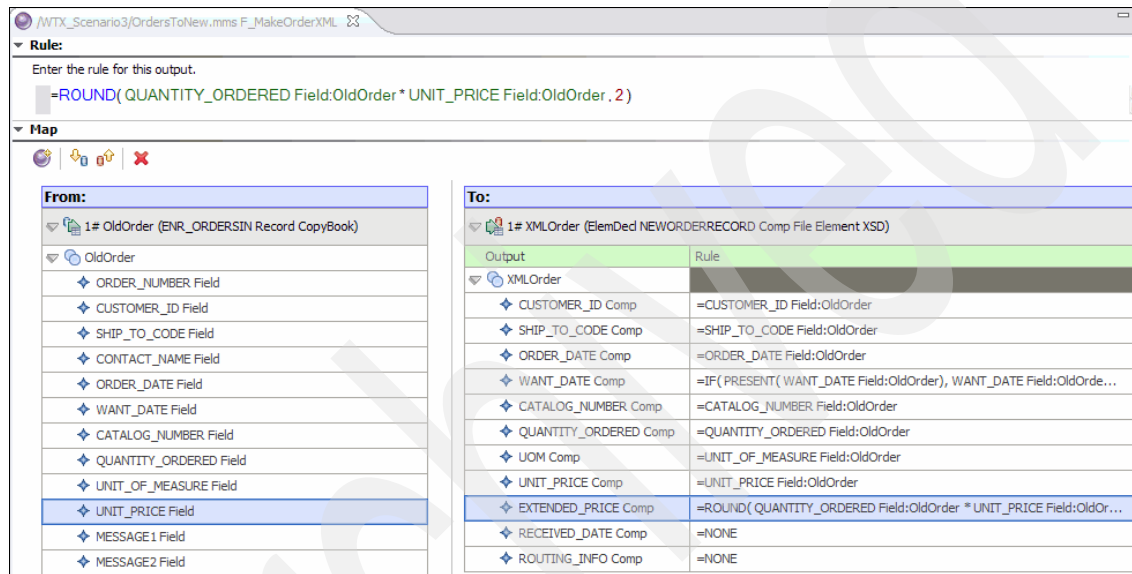 /WTX_Scenario3/OrdersToNew.mms F_MakeOrderXML
Rule:
Enter the rule for this output.
=ROUND( QUANTITY_ORDERED Field:OldOrder * UNIT_PRICE Field:OldOrder , 2 )
Map
From:
1# OldOrder (ENR_ORDERSIN Record CopyBook)
OldOrder
ORDER_NUMBER Field
CUSTOMER_ID Field
SHIP_TO_CODE Field
CONTACT_NAME Field
ORDER_DATE Field
WANT_DATE Field
CATALOG_NUMBER Field
QUANTITY_ORDERED Field
UNIT_OF_MEASURE Field
UNIT_PRICE Field
MESSAGE1 Field
MESSAGE2 Field
To:
1# XMLOrder (ElemDecl NEWORDERRECORD Comp File Element XSD)
Output Rule
XMLOrder
CUSTOMER_ID Comp =CUSTOMER_ID Field:OldOrder
SHIP_TO_CODE Comp =SHIP_TO_CODE Field:OldOrder
ORDER_DATE Comp =ORDER_DATE Field:OldOrder
WANT_DATE Comp =IF( PRESENT( WANT_DATE Field:OldOrder), WANT_DATE Field:OldOrde...
CATALOG_NUMBER Comp =CATALOG_NUMBER Field:OldOrder
QUANTITY_ORDERED Comp =QUANTITY_ORDERED Field:OldOrder
UOM Comp =UNIT_OF_MEASURE Field:OldOrder
UNIT_PRICE Comp =UNIT_PRICE Field:OldOrder
EXTENDED_PRICE Comp =ROUND( QUANTITY_ORDERED Field:OldOrder * UNIT_PRICE Field:OldOr...
RECEIVED_DATE Comp =NONE
ROUTING_INFO Comp =NONE